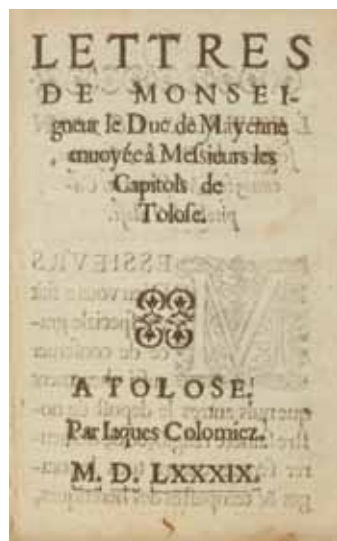 LETTRES
DE MONSEI-
gneur le Duc de Mayenne
enuoyée à Messieurs les
Capitols de
Tolose.
A TOLOSE.
Par Iaques Colomiez.
M. D. LXXXIX.